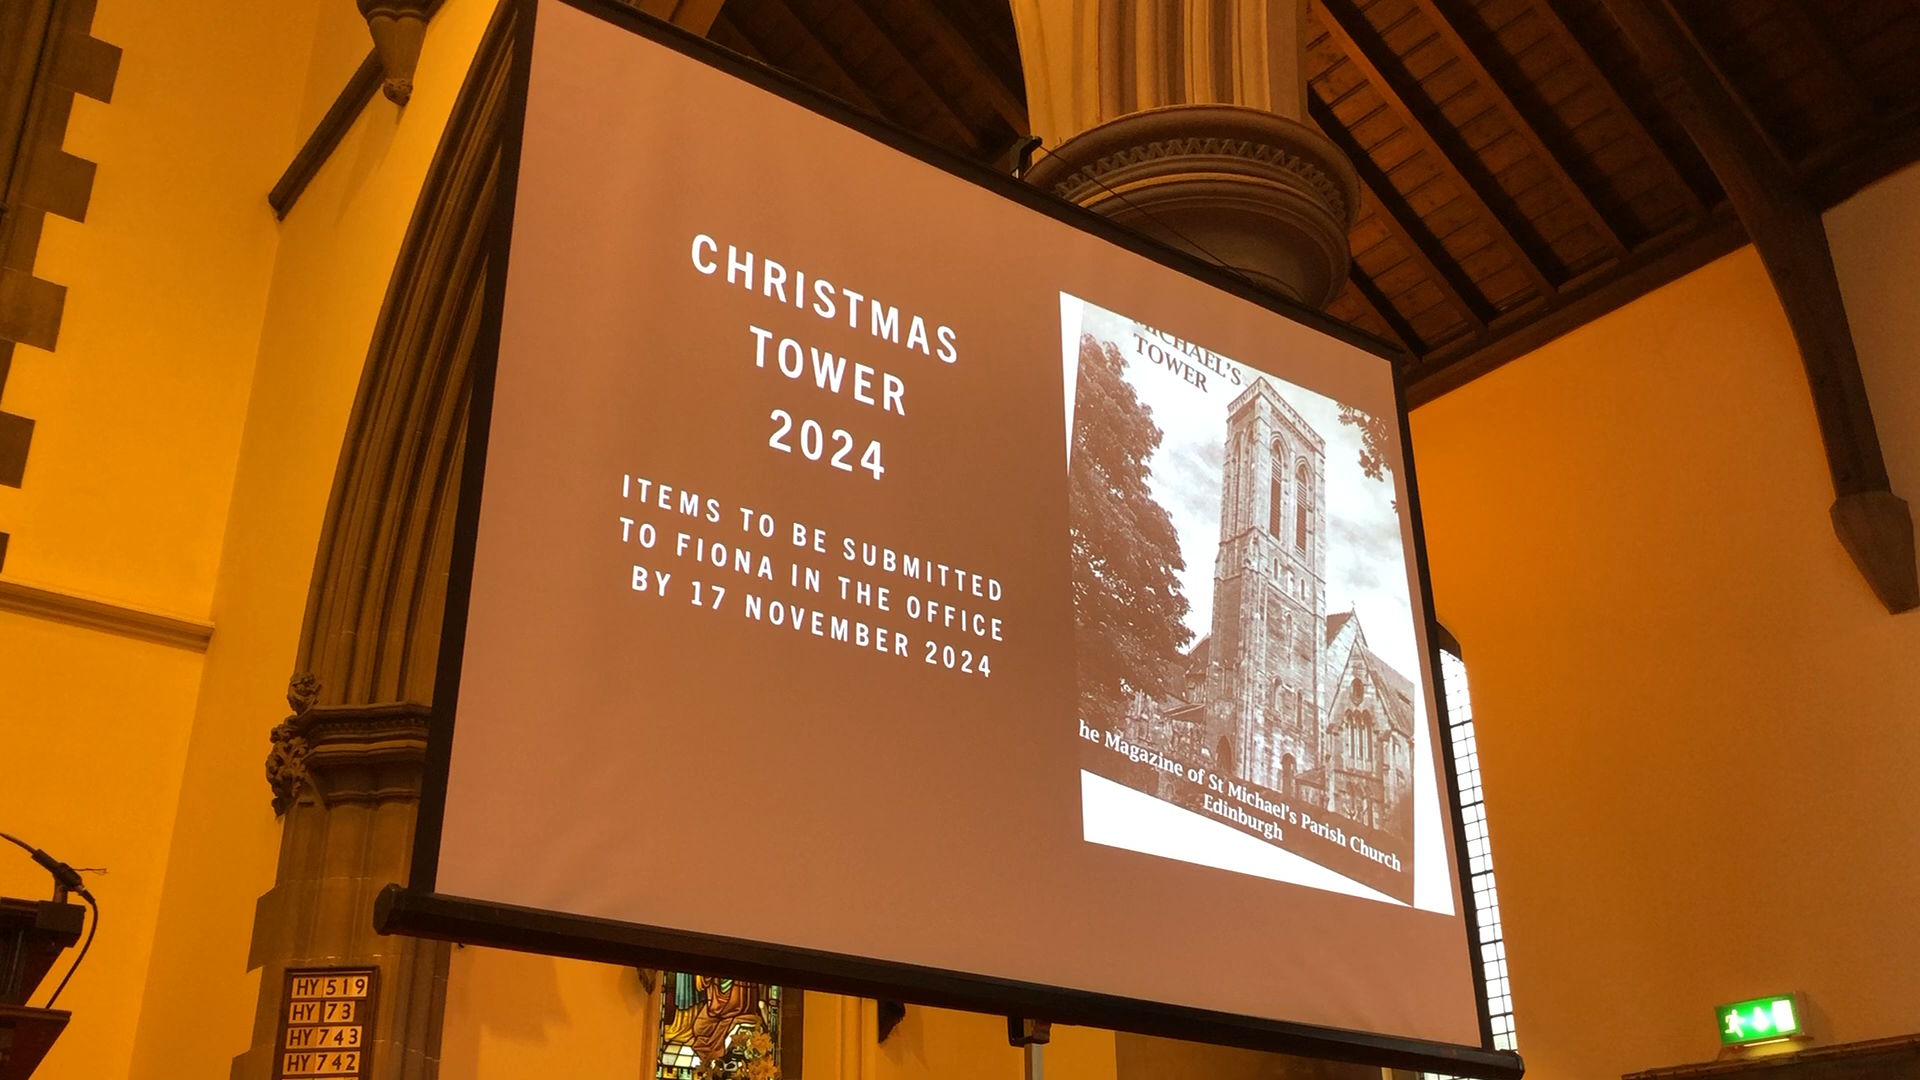 CHRISTMAS
TOWER
2024
ITEMS TO BE SUBMITTED
TO FIONA IN THE OFFICE
BY 17 NOVEMBER 2024
MICHAEL'S
TOWER
he Magazine of St Michael's Parish Church
Edinburgh
HY 519
HY 73
HY 743
HY 742